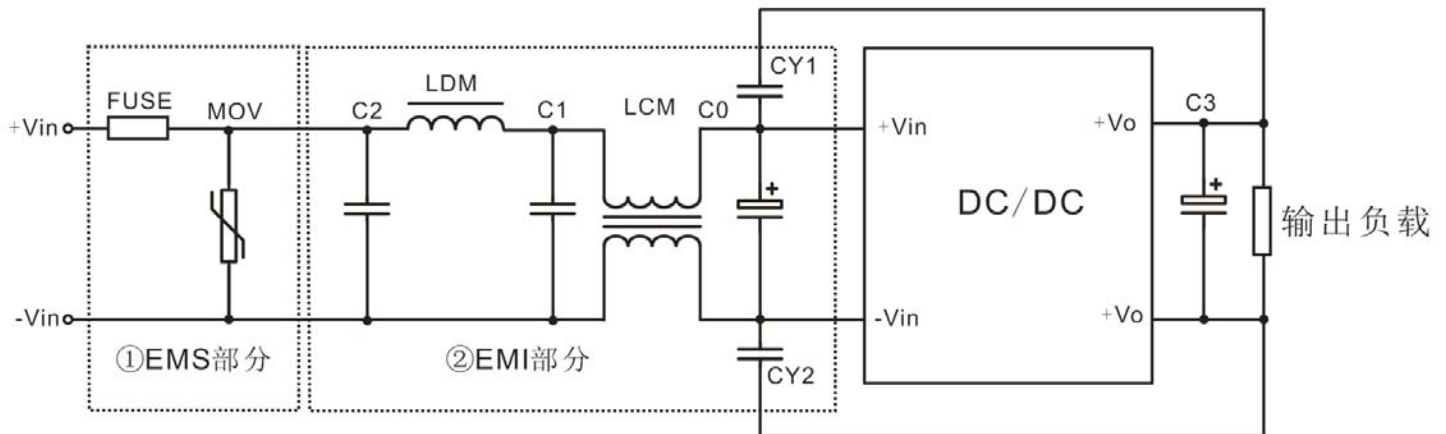 CY1
FUSE
MOV
C2
LDM
C1
LCM
C0
C3
+Vin
+Vin
+Vo
DC/DC
输出负载
-Vin
-Vin
+Vo
①EMS部分
②EMI部分
CY2